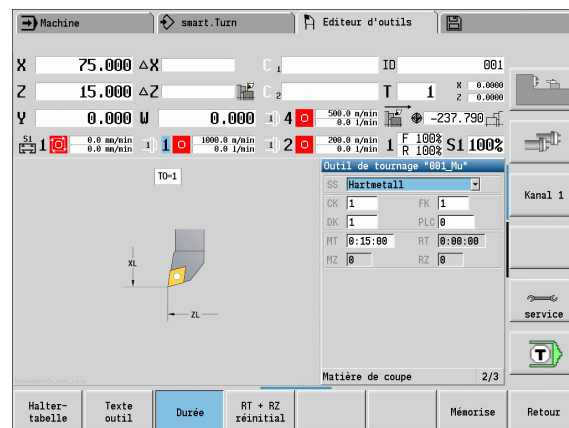 Machine smart.Turn Editeur d'outils
X 75.000 △X C 1 ID 001
Z 15.000 △Z C 2 T 1 X 0.0000 Z 0.0000
Y 0.000 W 0.000 4 500.0 m/min 0.0 1/min -237.790
S1 1 0.0 mm/min 0.0 mm/min 1 1000.0 m/min 0.0 1/min 2 200.0 m/min 0.0 1/min 1 F 100% R 100% S1 100%
TO=1
XL
ZL
Outil de tournage "001_Mu"
SS Hartmetall
CK 1 FK 1
DK 1 PLC 0
MT 0:15:00 RT 0:00:00
MZ 0 RZ 0
Matière de coupe 2/3
Kanal 1
service
T
Halter-
tabelle
Texte
outil
Durée
RT + RZ
réinitial
Mémorise
Retour